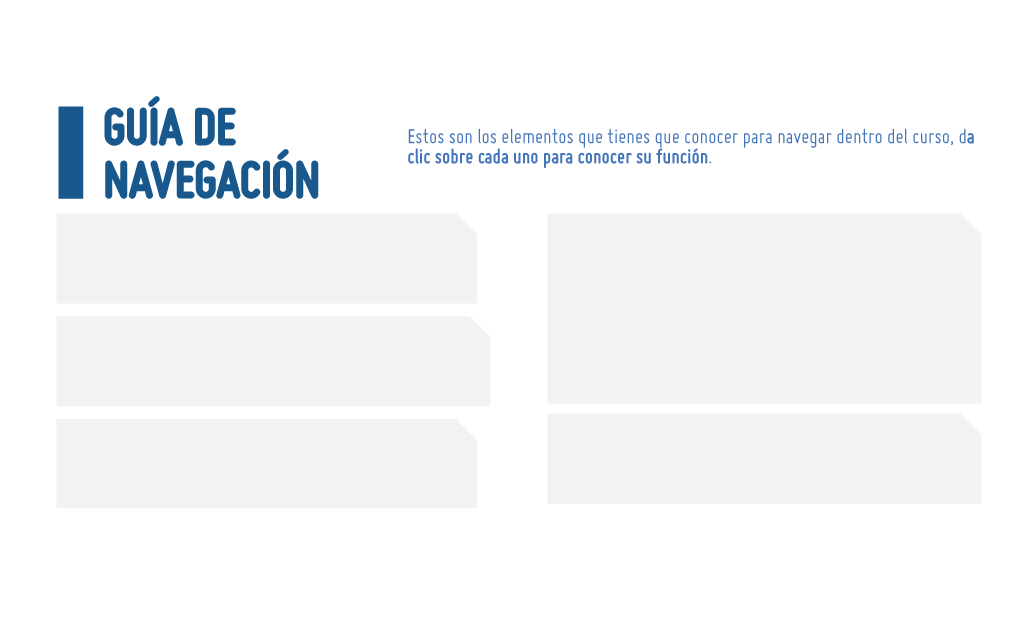 GUÍA DE
NAVEGACIÓN
Estos son los elementos que tienes que conocer para navegar dentro del curso, da
clic sobre cada uno para conocer su función.